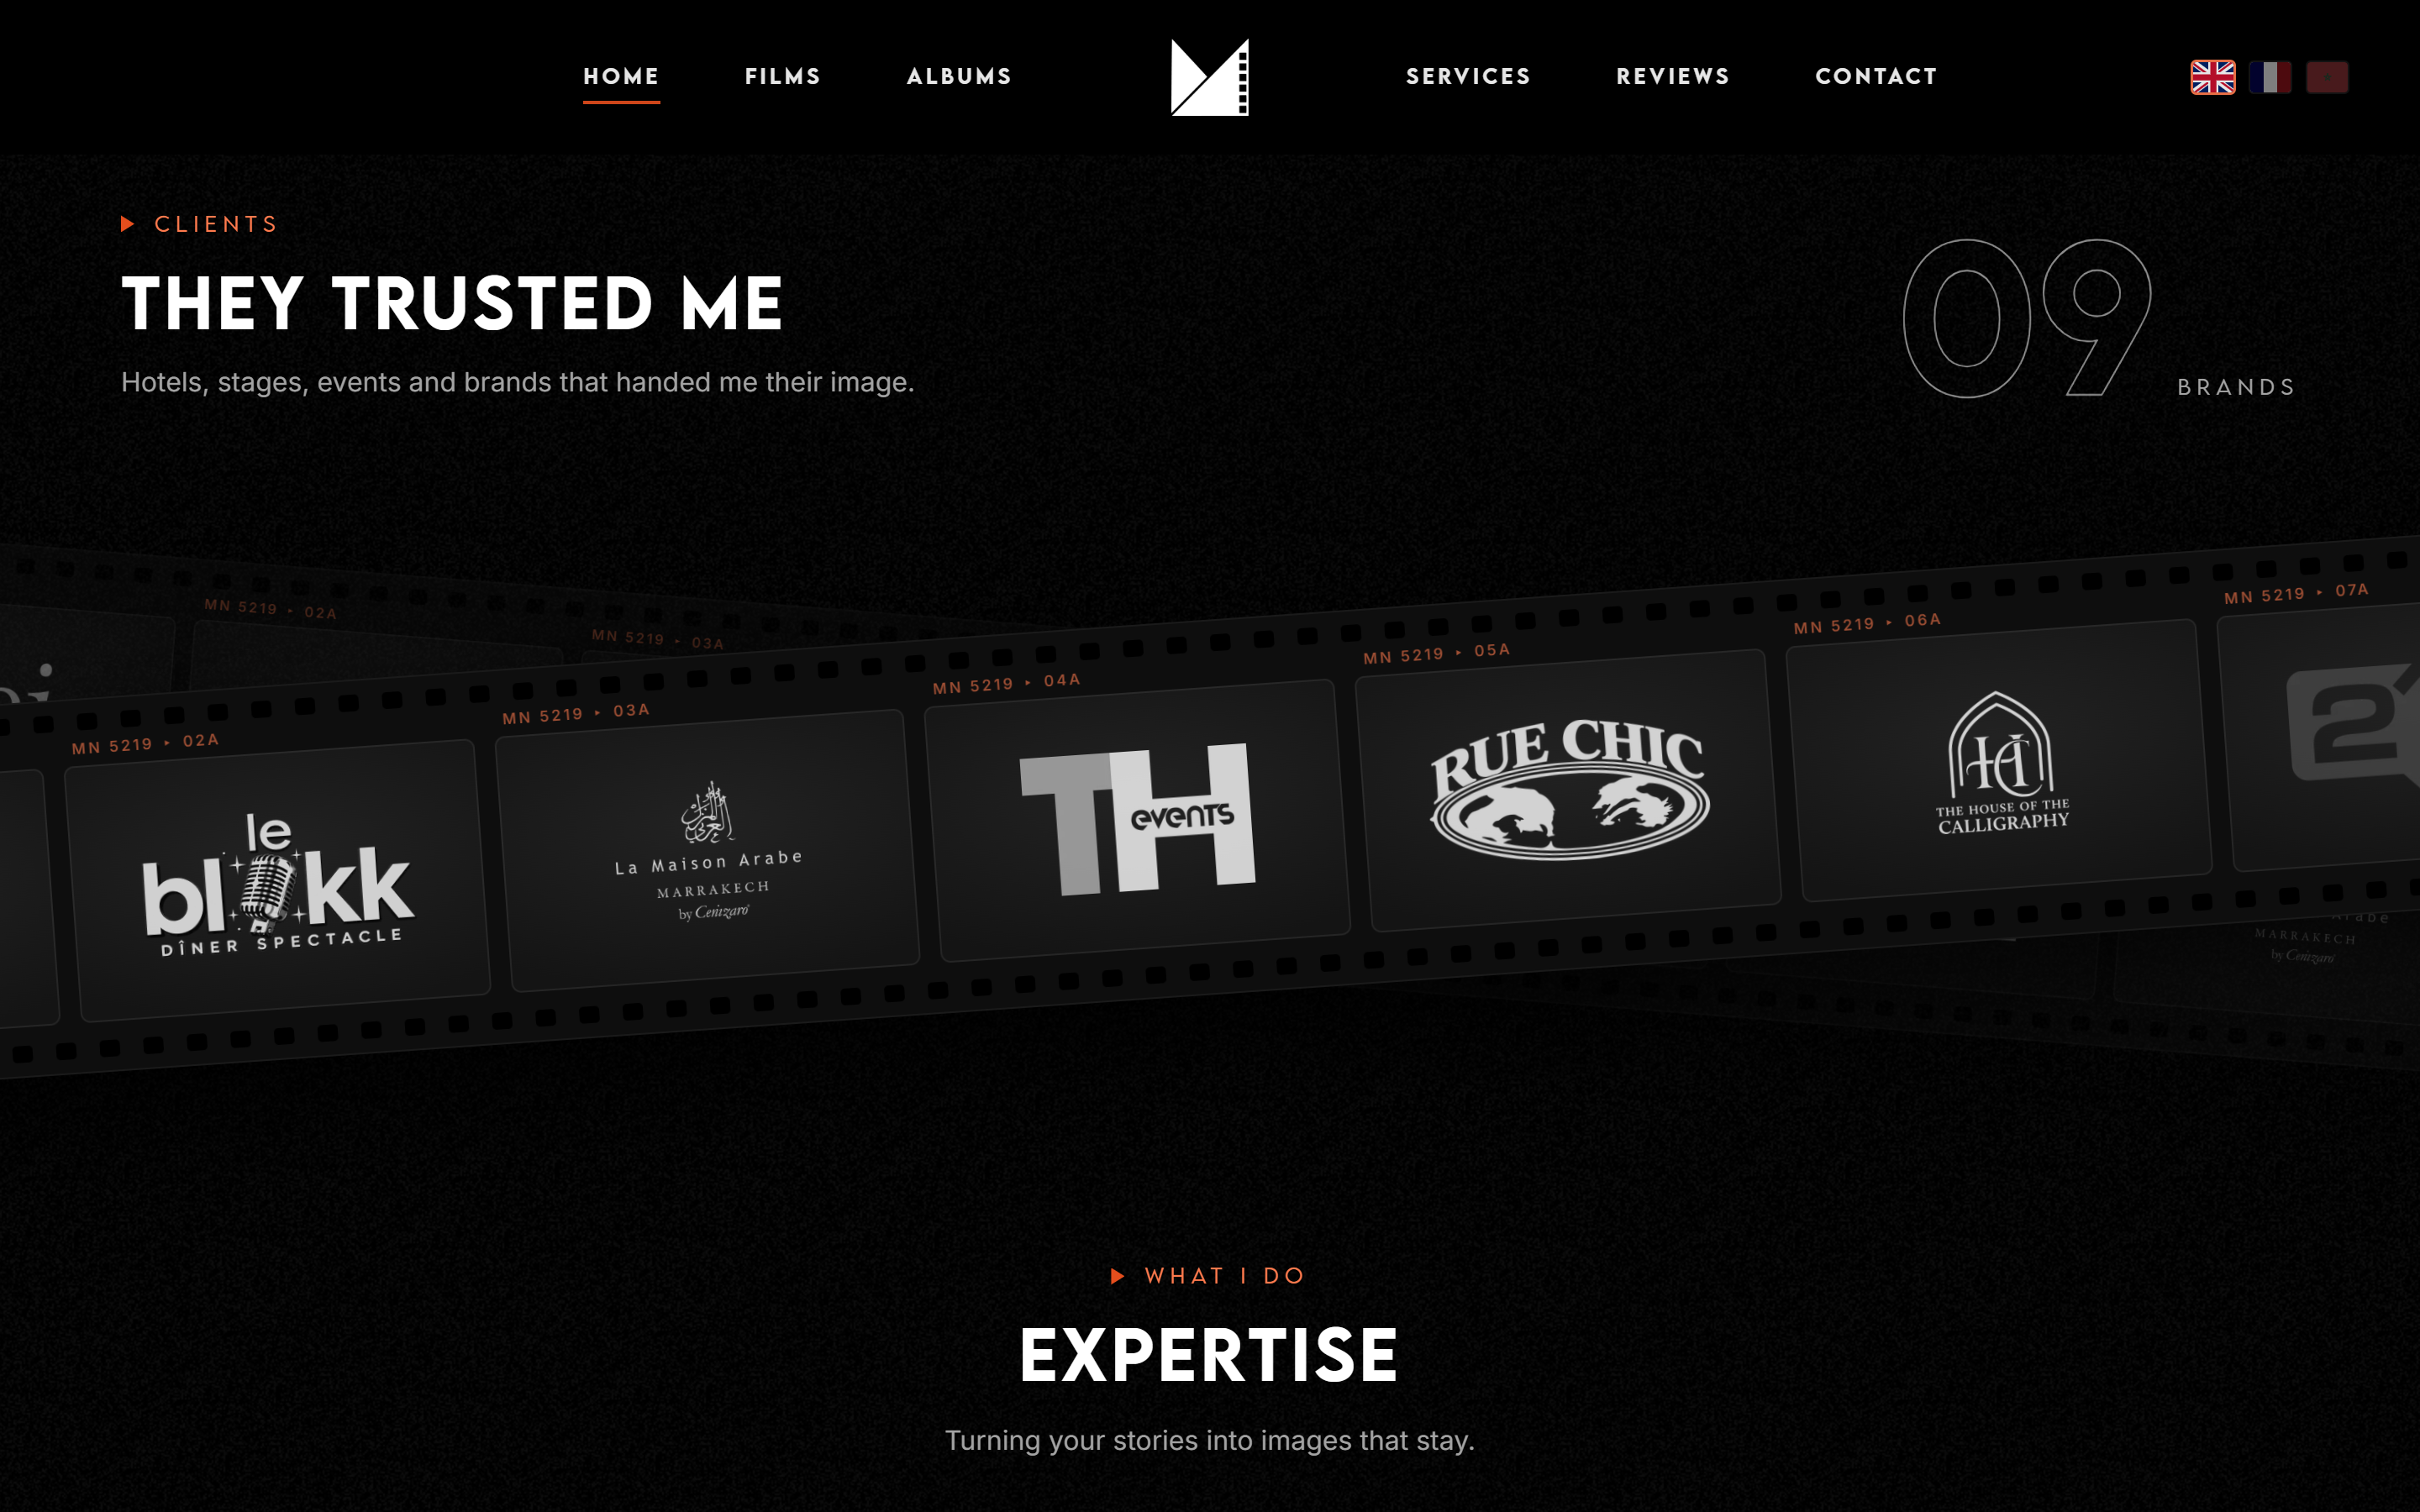 HOME FILMS ALBUMS SERVICES REVIEWS CONTACT
▶ CLIENTS
THEY TRUSTED ME
Hotels, stages, events and brands that handed me their image.
09 BRANDS
MN 5219 ▸ 02A
MN 5219 ▸ 03A
MN 5219 ▸ 02A
le
blokk
DÎNER SPECTACLE
MN 5219 ▸ 03A
La Maison Arabe
MARRAKECH
by Cenizaro
MN 5219 ▸ 04A
TH
events
MN 5219 ▸ 05A
RUE CHIC
MN 5219 ▸ 06A
THE HOUSE OF THE
CALLIGRAPHY
MN 5219 ▸ 07A
2
Arabe
MARRAKECH
by Cenizaro
▶ WHAT I DO
EXPERTISE
Turning your stories into images that stay.